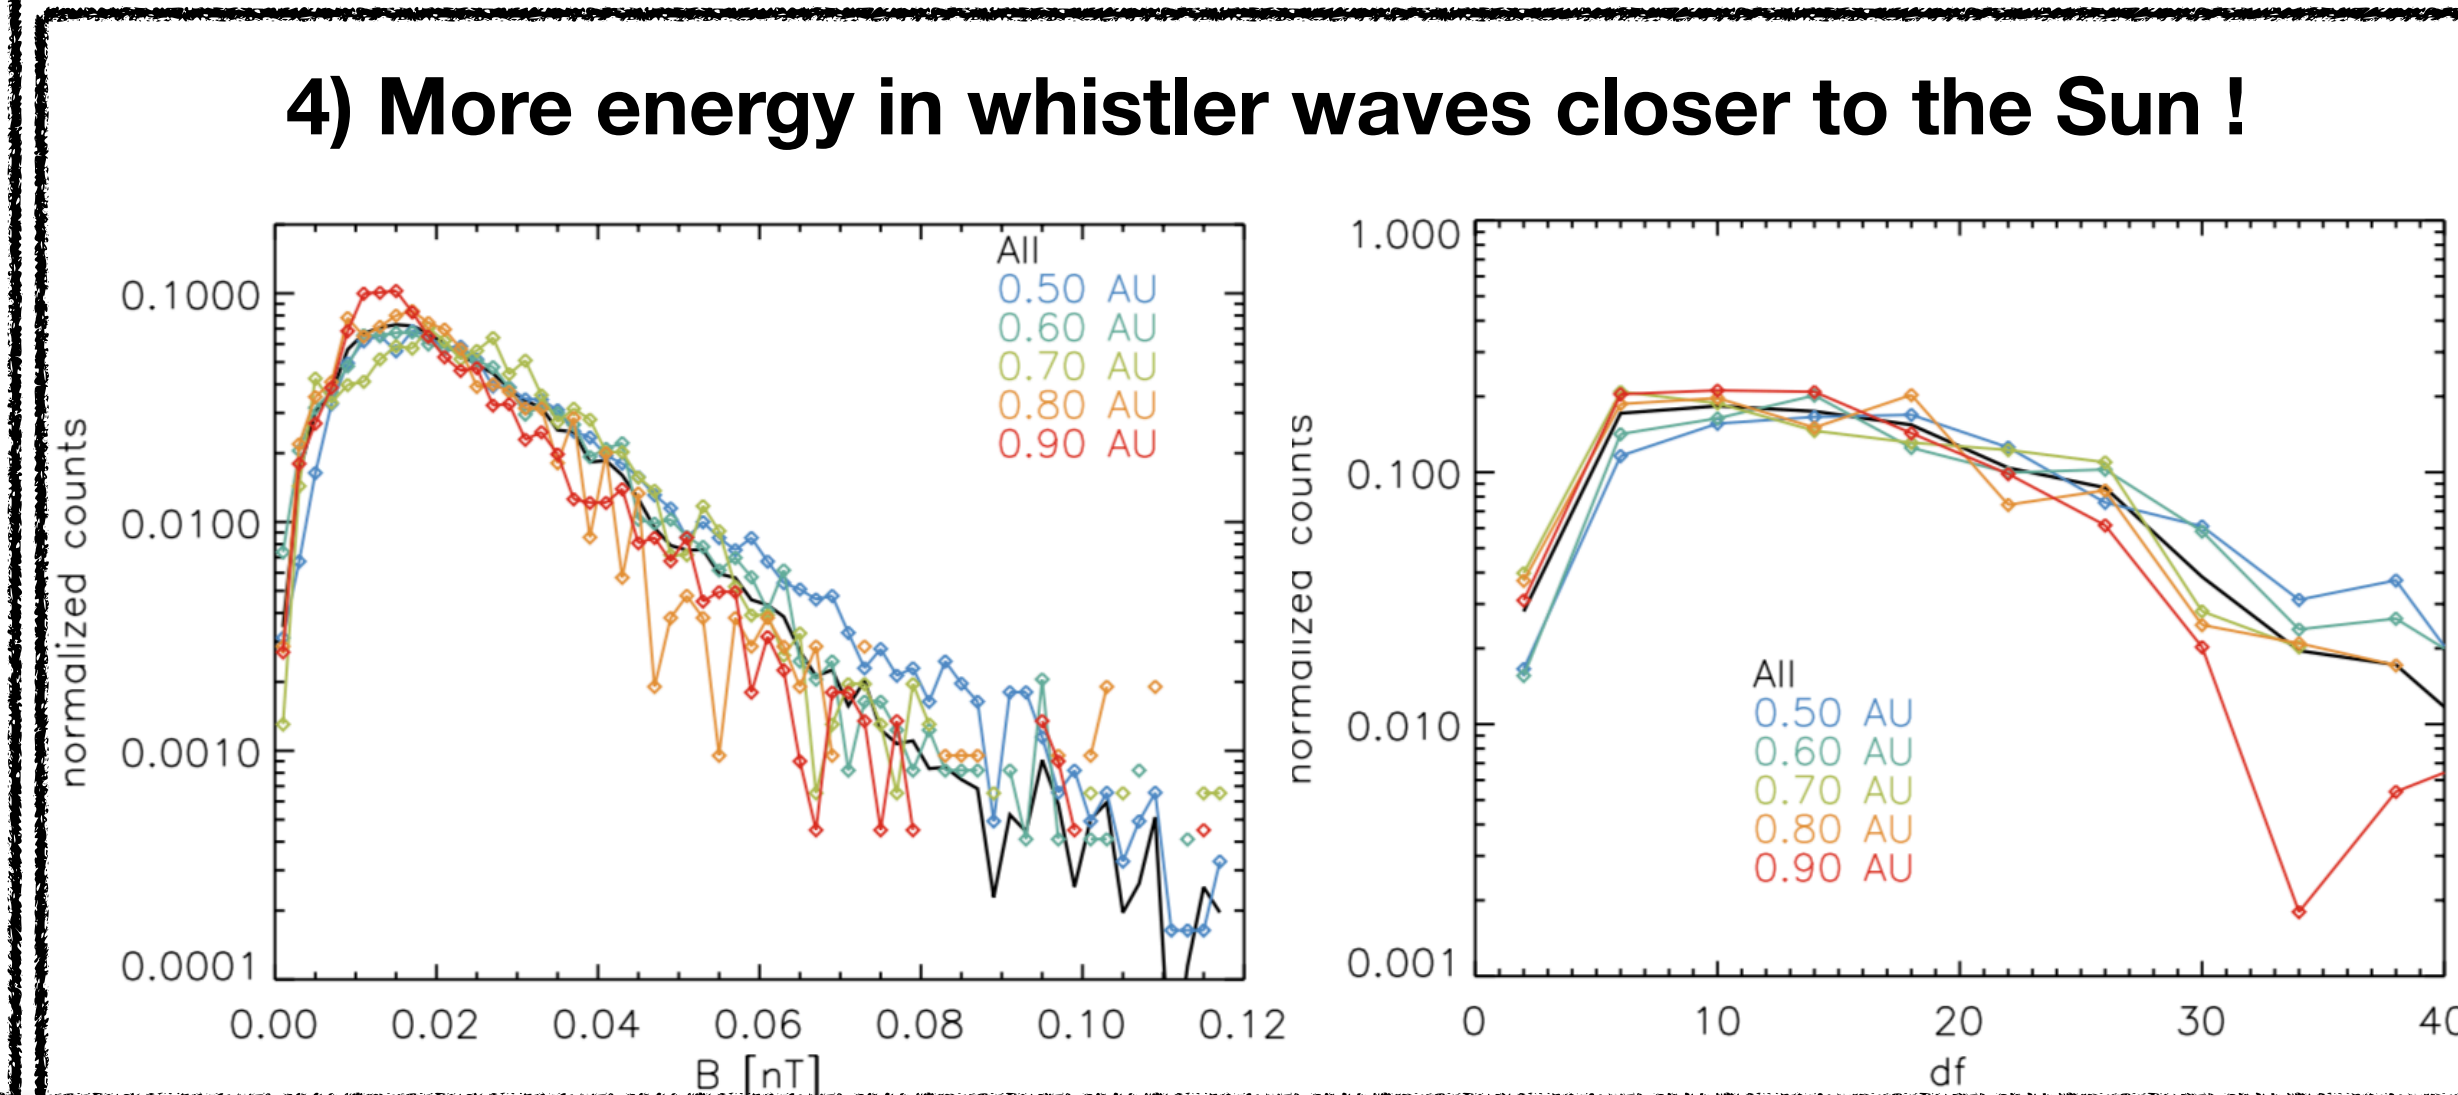 4) More energy in whistler waves closer to the Sun !
All
0.50 AU
0.60 AU
0.70 AU
0.80 AU
0.90 AU
0.1000
0.0100
0.0010
0.0001
normalized counts
0.00 0.02 0.04 0.06 0.08 0.10 0.12
B [nT]
1.000
0.100
0.010
0.001
normalized counts
All
0.50 AU
0.60 AU
0.70 AU
0.80 AU
0.90 AU
0 10 20 30 40
df